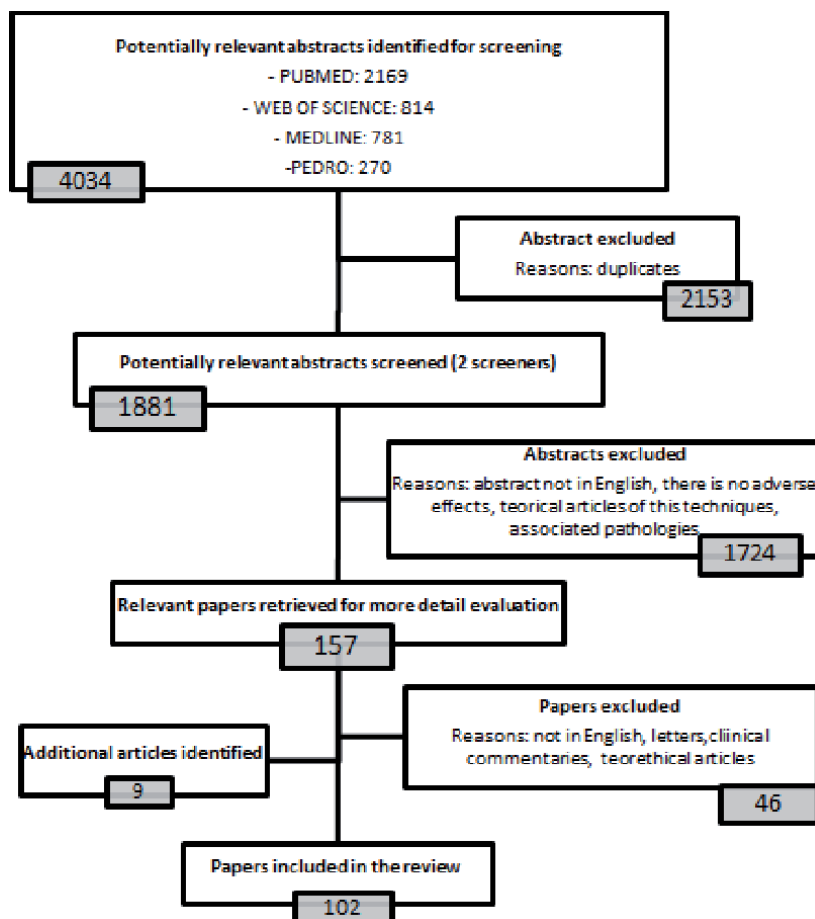 Potentially relevant abstracts identified for screening
- PUBMED: 2169
- WEB OF SCIENCE: 814
- MEDLINE: 781
-PEDRO: 270
4034
Abstract excluded
Reasons: duplicates
2153
Potentially relevant abstracts screened (2 screeners)
1881
Abstracts excluded
Reasons: abstract not in English, there is no adverse
effects, teorical articles of this techniques,
associated pathologies
1724
Relevant papers retrieved for more detail evaluation
157
Papers excluded
Reasons: not in English, letters, cliinical
commentaries, teorethical articles
46
Additional articles identified
9
Papers included in the review
102